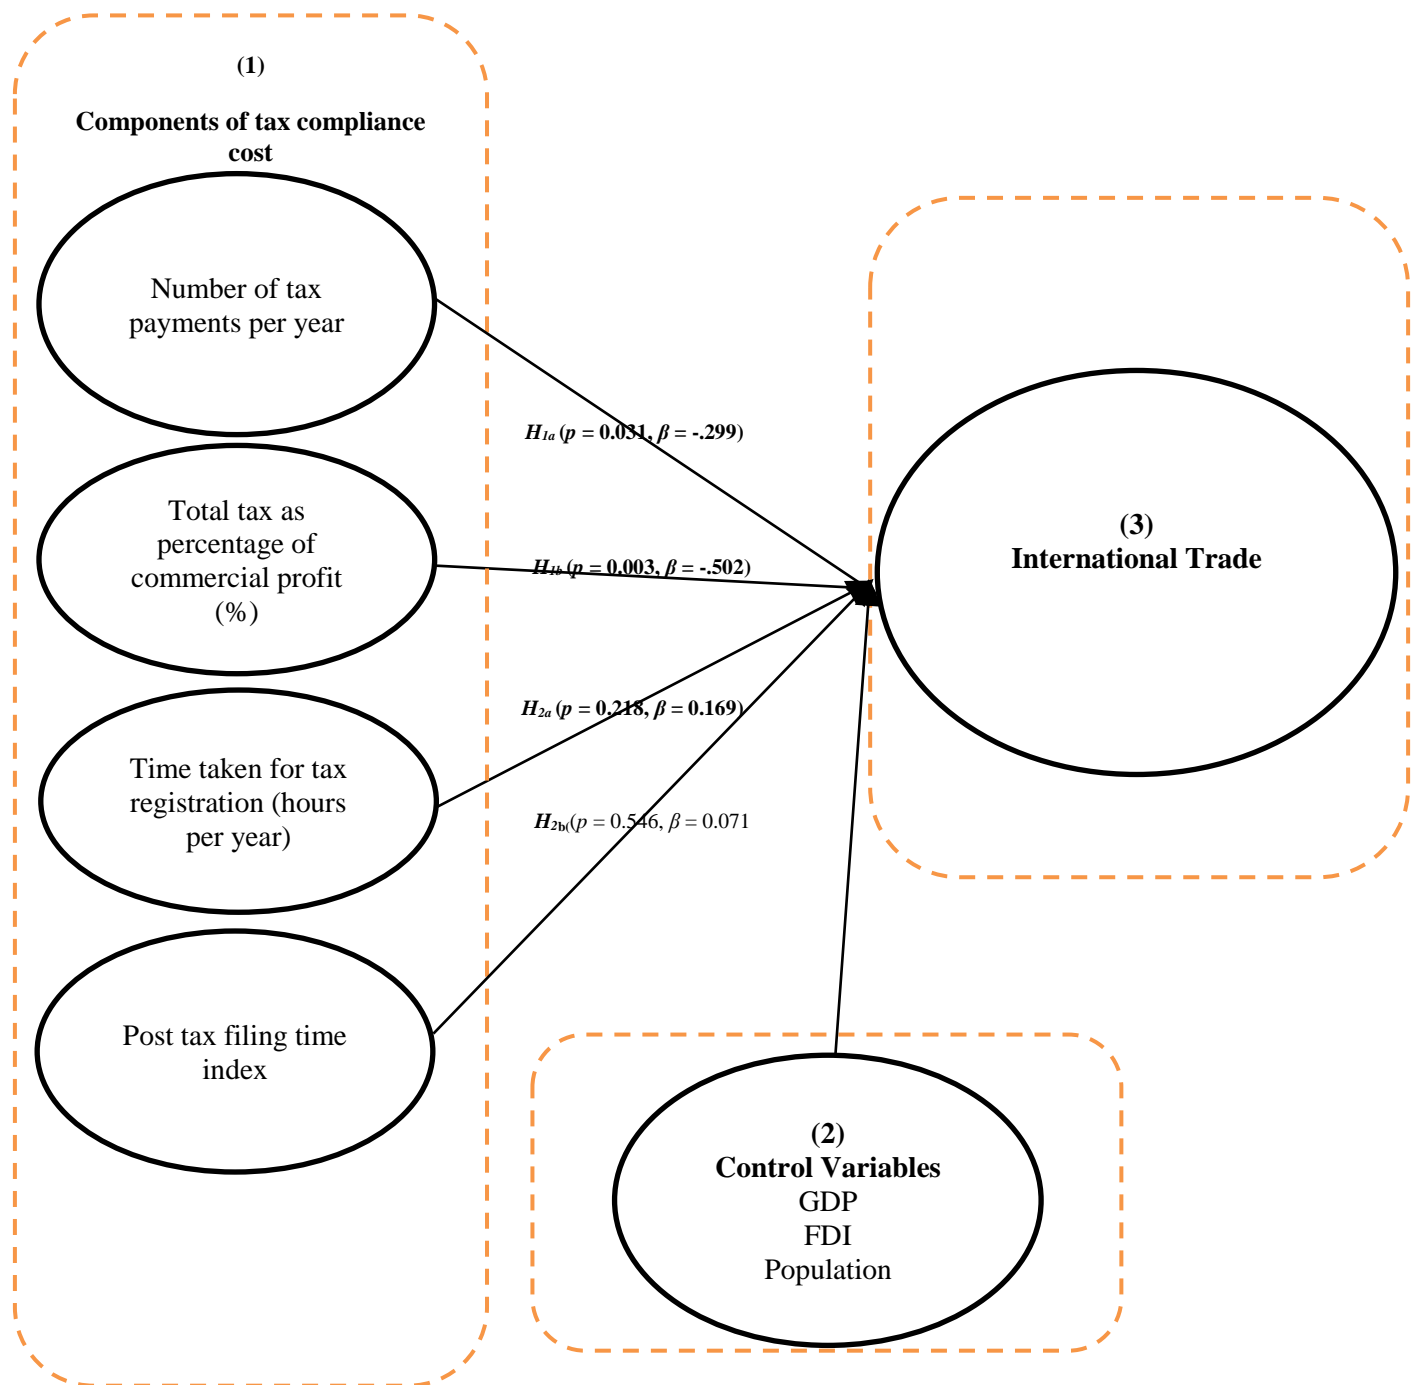 (1)
Components of tax compliance
cost
Number of tax
payments per year
Total tax as
percentage of
commercial profit
(%)
Time taken for tax
registration (hours
per year)
Post tax filing time
index
H1a (p = 0.031, β = -.299)
H1b (p = 0.003, β = -.502)
H2a (p = 0.218, β = 0.169)
H2b((p = 0.546, β = 0.071
(3)
International Trade
(2)
Control Variables
GDP
FDI
Population